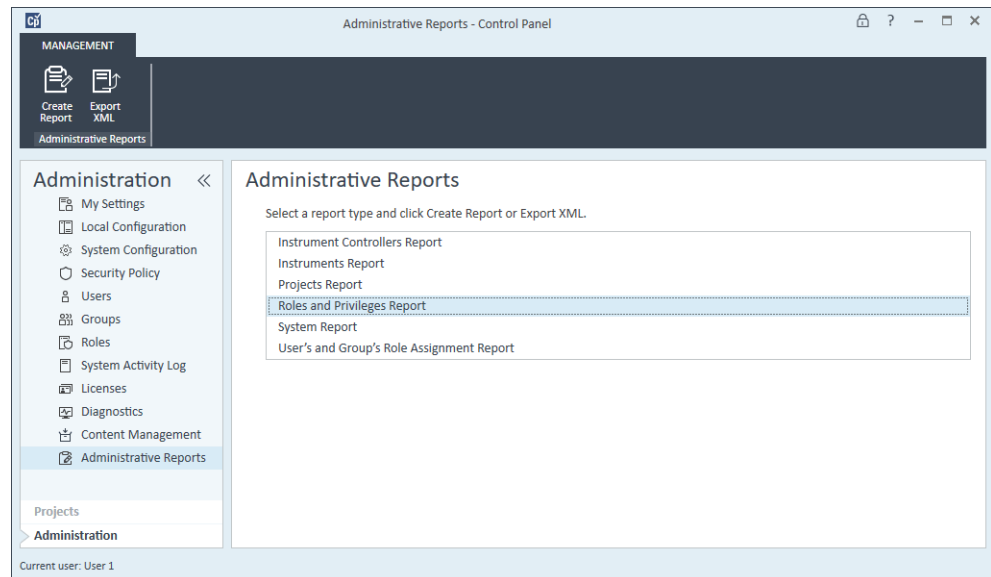 Cp
Administrative Reports - Control Panel
?
MANAGEMENT
Create
Report
Export
XML
Administrative Reports
Administration
My Settings
Local Configuration
System Configuration
Security Policy
Users
Groups
Roles
System Activity Log
Licenses
Diagnostics
Content Management
Administrative Reports
Projects
Administration
Administrative Reports
Select a report type and click Create Report or Export XML.
Instrument Controllers Report
Instruments Report
Projects Report
Roles and Privileges Report
System Report
User's and Group's Role Assignment Report
Current user: User 1